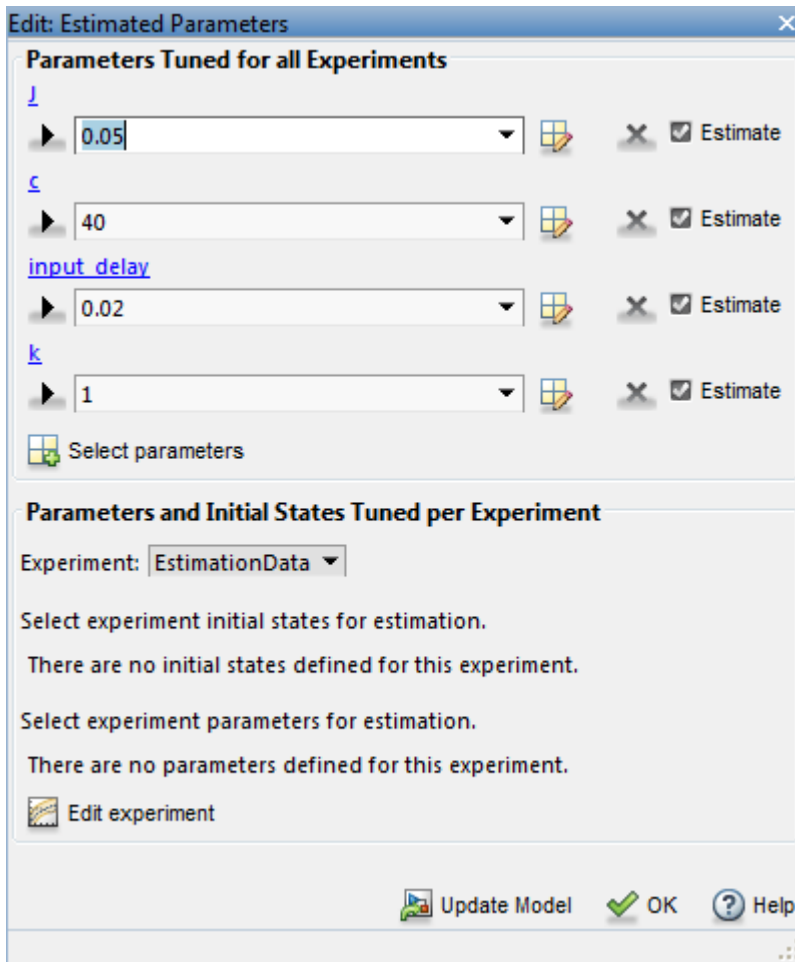 Edit: Estimated Parameters
Parameters Tuned for all Experiments
J
0.05
Estimate
c
40
Estimate
input_delay
0.02
Estimate
k
1
Estimate
Select parameters
Parameters and Initial States Tuned per Experiment
Experiment: EstimationData
Select experiment initial states for estimation.
There are no initial states defined for this experiment.
Select experiment parameters for estimation.
There are no parameters defined for this experiment.
Edit experiment
Update Model OK Help